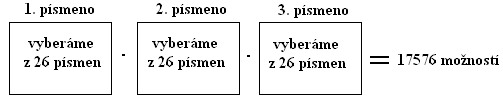 1. písmeno 2. písmeno 3. písmeno
vyberáme vyberáme vyberáme
z 26 písmen · z 26 písmen · z 26 písmen = 17576 možností